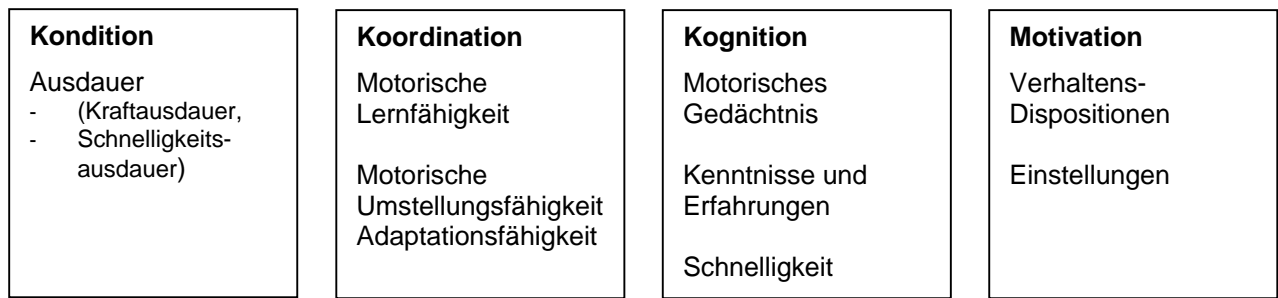 Kondition
Ausdauer
- (Kraftausdauer,
- Schnelligkeits-
ausdauer)
Koordination
Motorische
Lernfähigkeit
Motorische
Umstellungsfähigkeit
Adaptationsfähigkeit
Kognition
Motorisches
Gedächtnis
Kenntnisse und
Erfahrungen
Schnelligkeit
Motivation
Verhaltens-
Dispositionen
Einstellungen